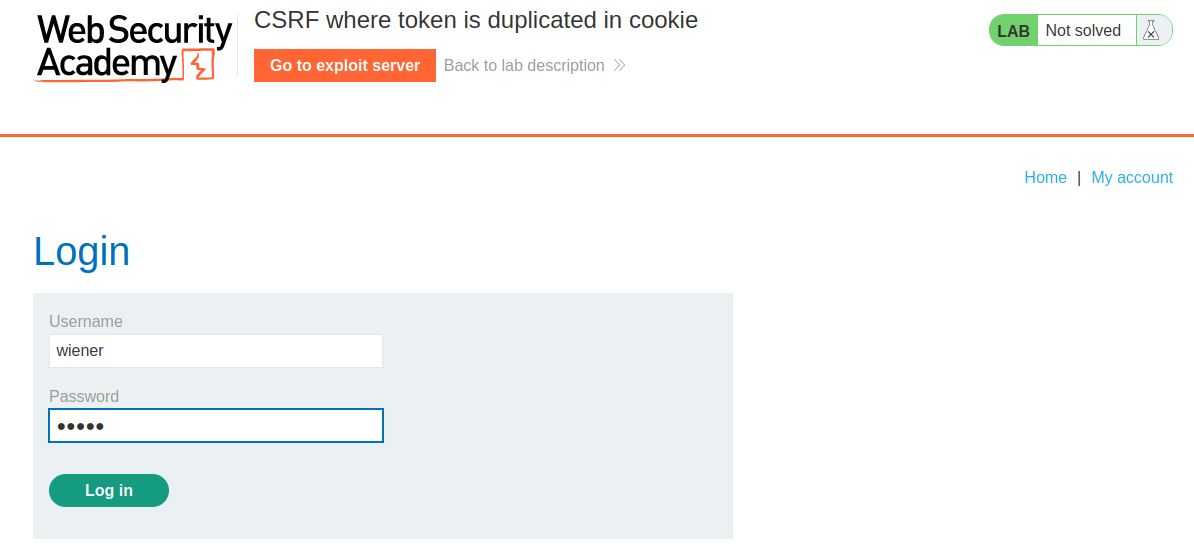 Web Security
Academy
CSRF where token is duplicated in cookie
Go to exploit server
Back to lab description
LAB
Not solved
Home | My account
Login
Username
wiener
Password
•••••
Log in